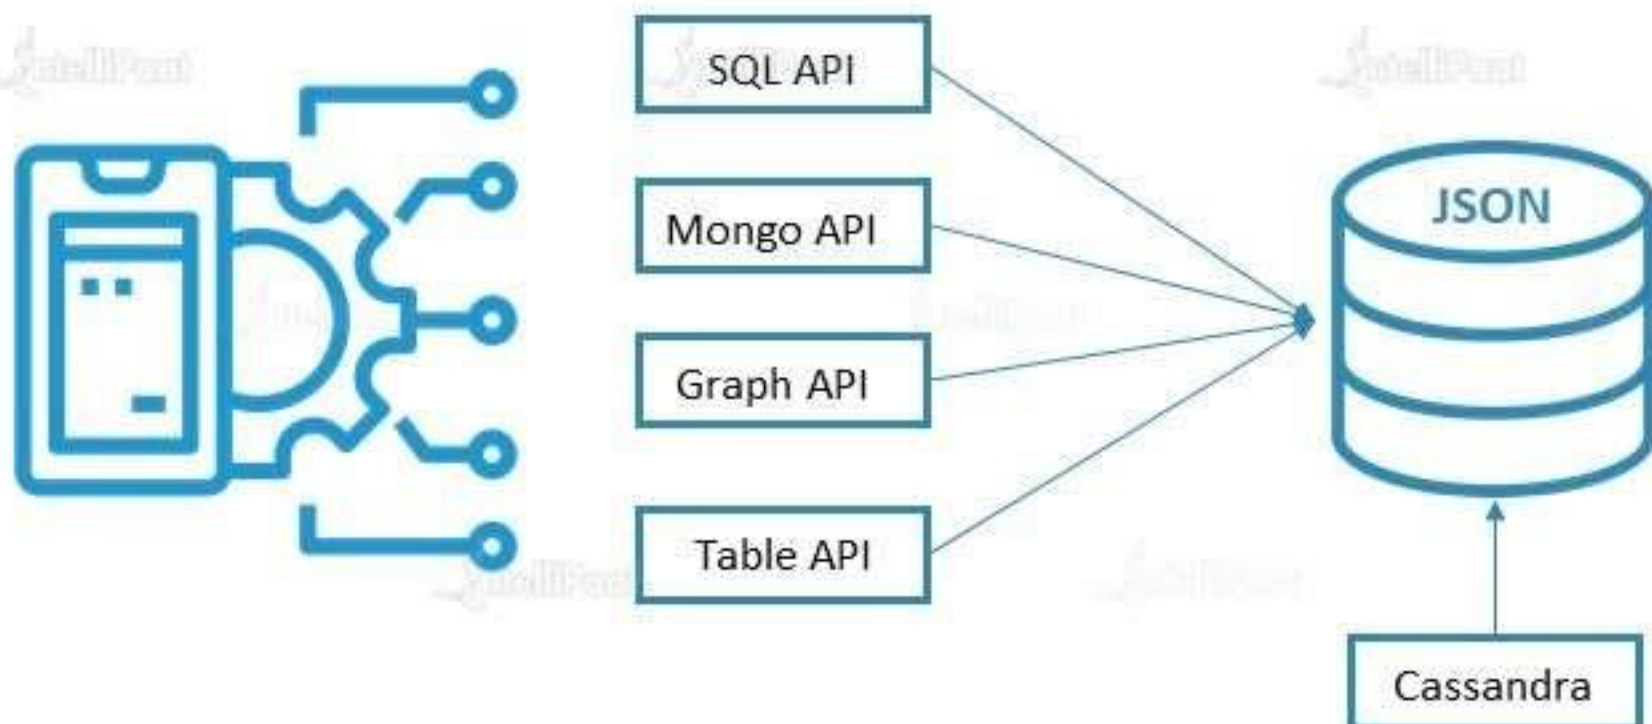 SQL API
JSON
Mongo API
Graph API
Table API
Cassandra